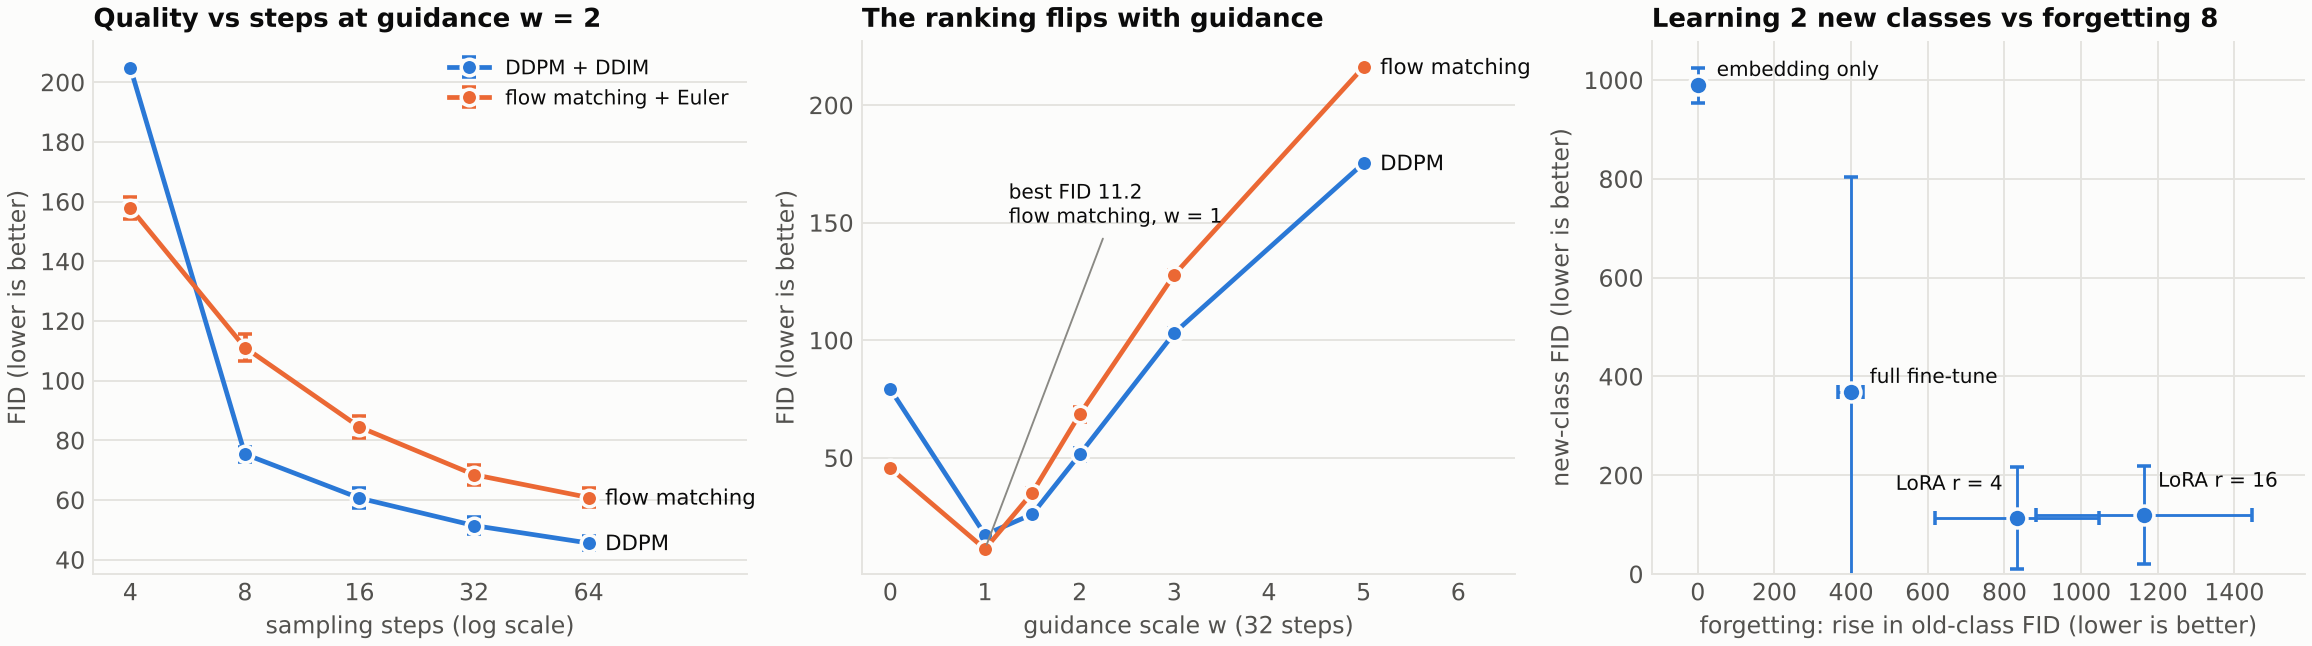 Quality vs steps at guidance w = 2
FID (lower is better)
200
180
160
140
120
100
80
60
40
DDPM + DDIM
flow matching + Euler
flow matching
DDPM
4 8 16 32 64
sampling steps (log scale)
The ranking flips with guidance
FID (lower is better)
200
150
100
50
flow matching
DDPM
best FID 11.2
flow matching, w = 1
0 1 2 3 4 5 6
guidance scale w (32 steps)
Learning 2 new classes vs forgetting 8
new-class FID (lower is better)
1000
800
600
400
200
0
embedding only
full fine-tune
LoRA r = 4
LoRA r = 16
0 200 400 600 800 1000 1200 1400
forgetting: rise in old-class FID (lower is better)